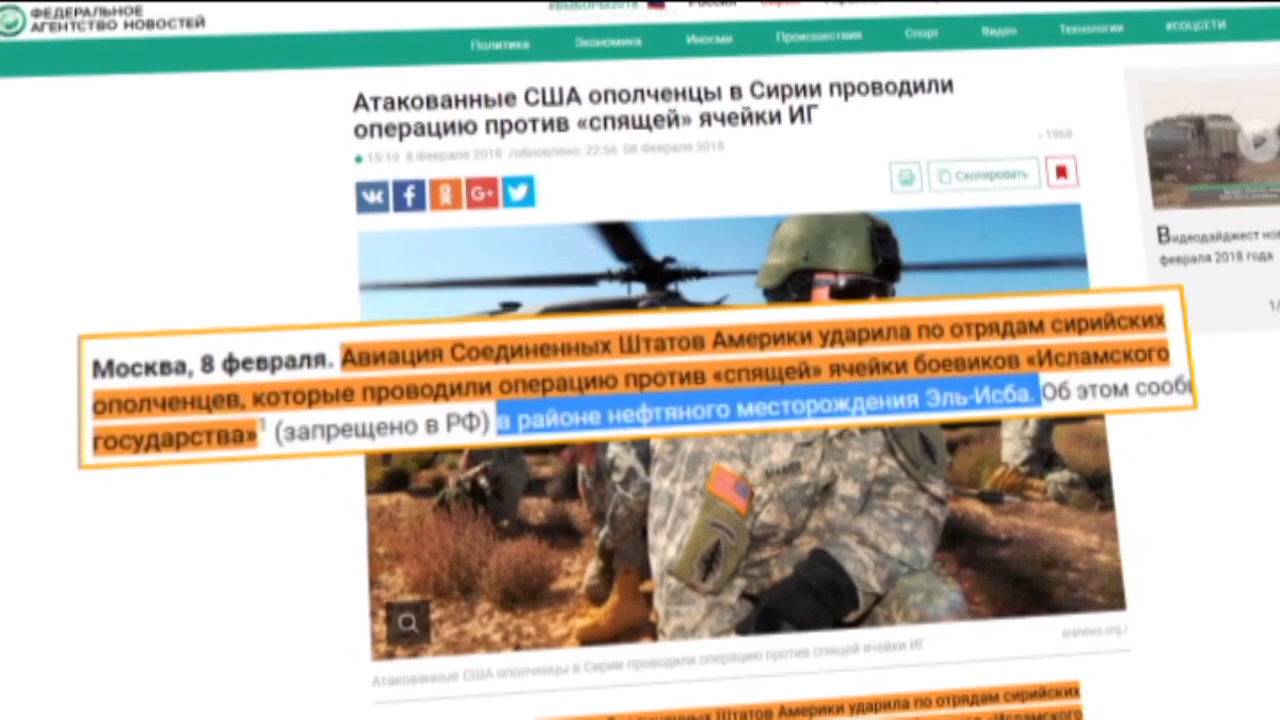 ФЕДЕРАЛЬНОЕ
АГЕНТСТВО НОВОСТЕЙ
#ВЫБОРЫ2018
Политика Экономика Иносми Происшествия Спорт Видео Технологии #СОЦСЕТИ
Атакованные США ополченцы в Сирии проводили
операцию против «спящей» ячейки ИГ
1968
15:19 8 Февраля 2018 /обновлено: 22:56 08 Февраля 2018
G+
Скопировать
Видеодайджест
февраля 2018 года
Москва, 8 февраля. Авиация Соединенных Штатов Америки ударила по отрядам сирийских
ополченцев, которые проводили операцию против «спящей» ячейки боевиков «Исламского
государства»1 (запрещено в РФ) в районе нефтяного месторождения Эль-Исба. Об этом сооб
aranews.org /
Атакованные США ополченцы в Сирии проводили операцию против спящей ячейки ИГ
Штатов Америки ударила по отрядам сирийских